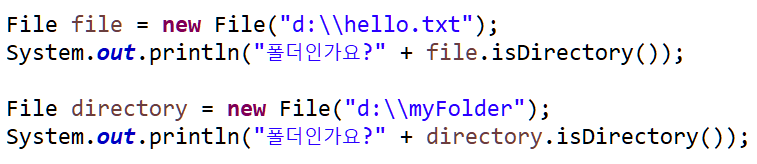 File file = new File("d:\\hello.txt");
System.out.println("폴더인가요?" + file.isDirectory());
File directory = new File("d:\\myFolder");
System.out.println("폴더인가요?" + directory.isDirectory());